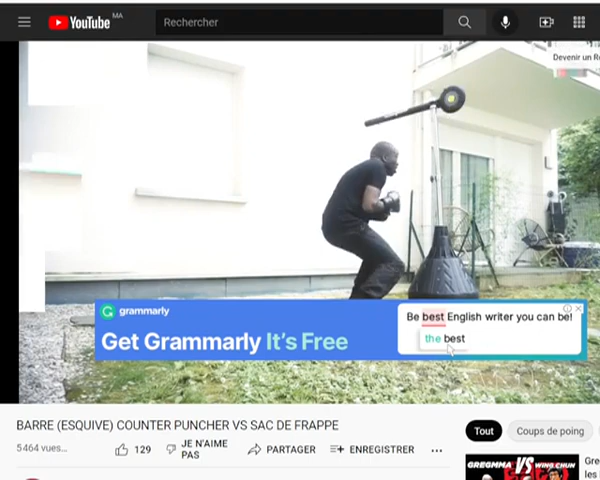 YouTube MA
Rechercher
Devenir un R
grammarly
Get Grammarly It's Free
Be best English writer you can be!
the best
BARRE (ESQUIVE) COUNTER PUNCHER VS SAC DE FRAPPE
5 464 vues...
129
JE N'AIME PAS
PARTAGER
ENREGISTRER
...
Tout
Coups de poing
GREGMMA VS WING CHUN
Gre
les